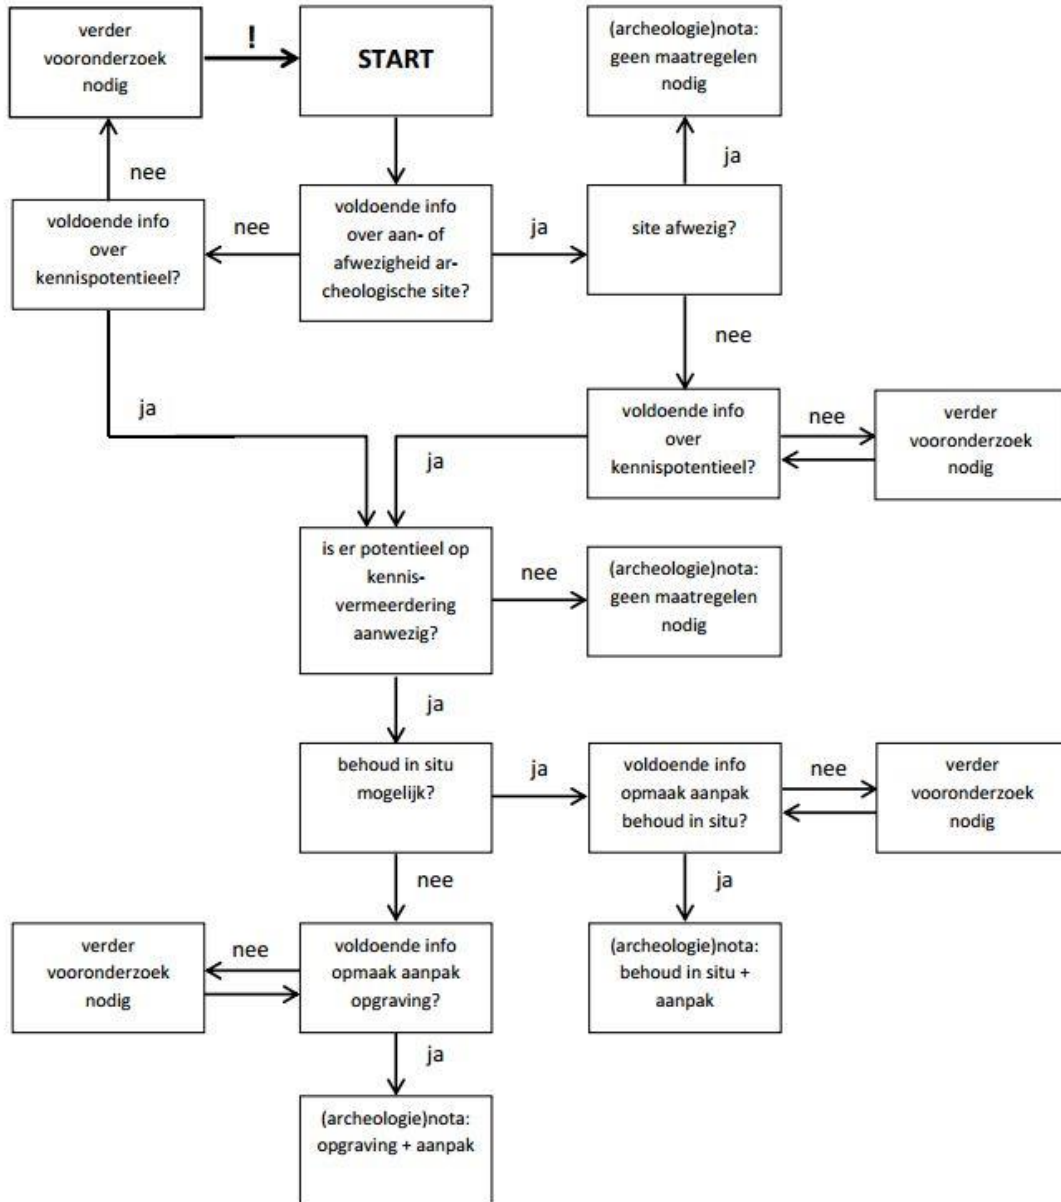 verder
vooronderzoek
nodig
!
START
(archeologie)nota:
geen maatregelen
nodig
nee
ja
voldoende info
over
kennispotentieel?
nee
voldoende info
over aan- of
afwezigheid ar-
cheologische site?
ja
site afwezig?
nee
ja
voldoende info
over
kennispotentieel?
nee
verder
vooronderzoek
nodig
ja
is er potentieel op
kennis-
vermeerdering
aanwezig?
nee
(archeologie)nota:
geen maatregelen
nodig
ja
behoud in situ
mogelijk?
ja
voldoende info
opmaak aanpak
behoud in situ?
nee
verder
vooronderzoek
nodig
nee
ja
verder
vooronderzoek
nodig
nee
voldoende info
opmaak aanpak
opgraving?
(archeologie)nota:
behoud in situ +
aanpak
ja
(archeologie)nota:
opgraving + aanpak